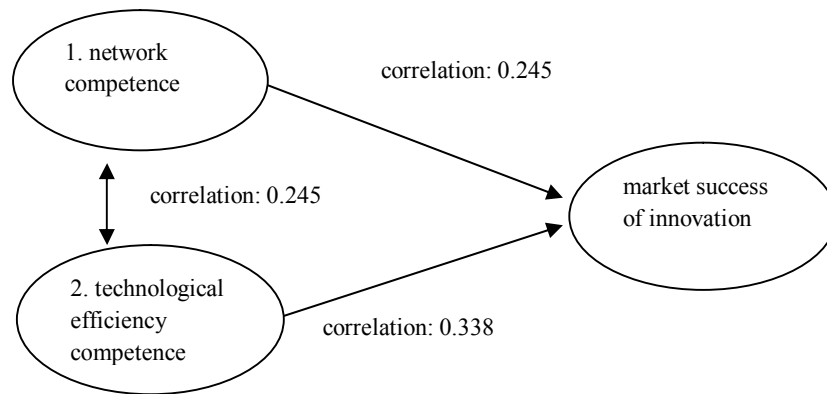 1. network
competence
correlation: 0.245
correlation: 0.245
market success
of innovation
2. technological
efficiency
competence
correlation: 0.338